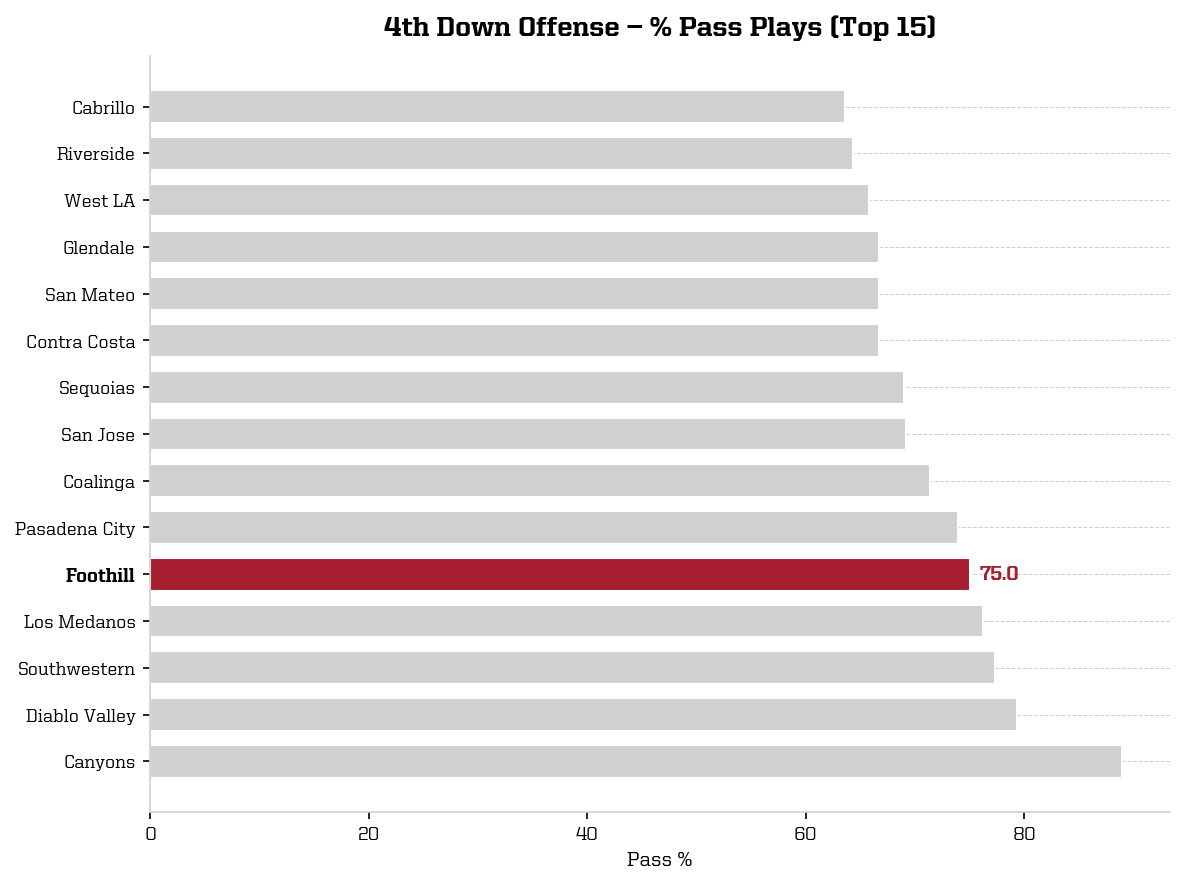 4th Down Offense – % Pass Plays (Top 15)
Cabrillo
Riverside
West LA
Glendale
San Mateo
Contra Costa
Sequoias
San Jose
Coalinga
Pasadena City
Foothill 75.0
Los Medanos
Southwestern
Diablo Valley
Canyons
0 20 40 60 80
Pass %